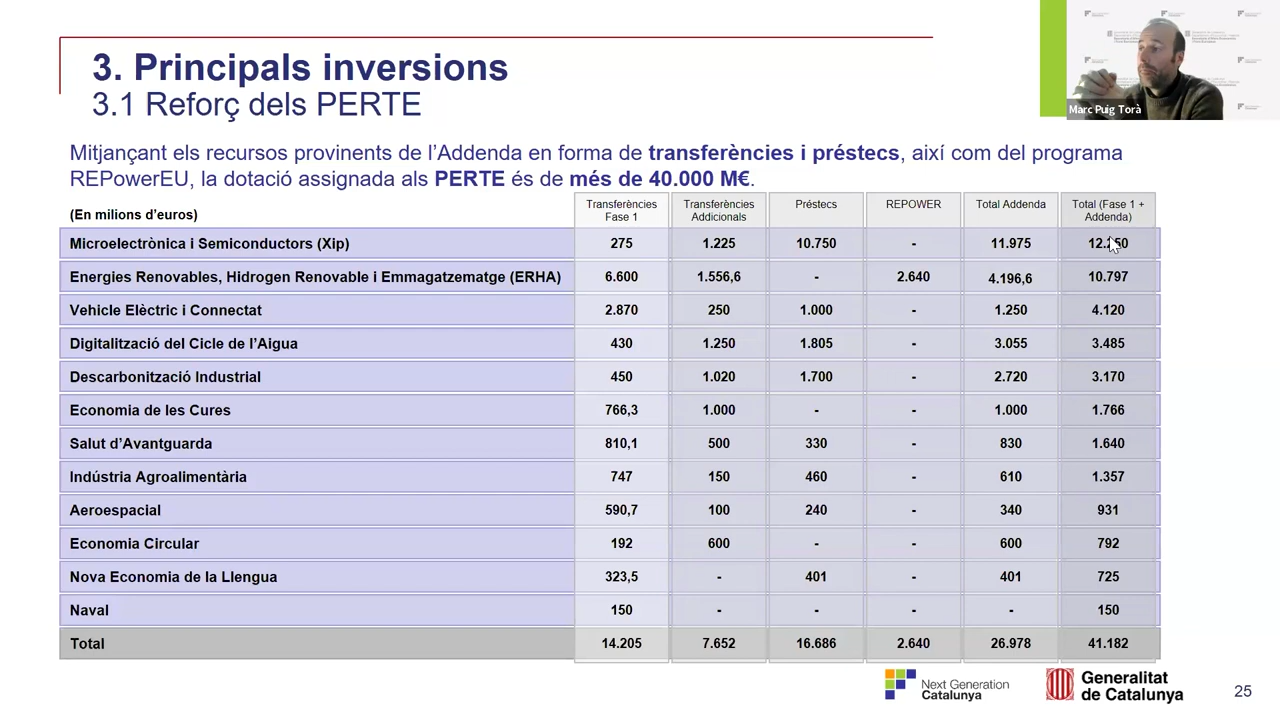 3. Principals inversions
3.1 Reforç dels PERTE
Marc Puig Torà
Mitjançant els recursos provinents de l’Addenda en forma de transferències i préstecs, així com del programa
REPowerEU, la dotació assignada als PERTE és de més de 40.000 M€.
(En milions d’euros) Transferències Fase 1 Transferències Addicionals Préstecs REPOWER Total Addenda Total (Fase 1 + Addenda)
Microelectrònica i Semiconductors (Xip) 275 1.225 10.750 - 11.975
Energies Renovables, Hidrogen Renovable i Emmagatzematge (ERHA) 6.600 1.556,6 - 2.640 4.196,6 10.797
Vehicle Elèctric i Connectat 2.870 250 1.000 - 1.250 4.120
Digitalització del Cicle de l’Aigua 430 1.250 1.805 - 3.055 3.485
Descarbonització Industrial 450 1.020 1.700 - 2.720 3.170
Economia de les Cures 766,3 1.000 - - 1.000 1.766
Salut d’Avantguarda 810,1 500 330 - 830 1.640
Indústria Agroalimentària 747 150 460 - 610 1.357
Aeroespacial 590,7 100 240 - 340 931
Economia Circular 192 600 - - 600 792
Nova Economia de la Llengua 323,5 - 401 - 401 725
Naval 150 - - - - 150
Total 14.205 7.652 16.686 2.640 26.978 41.182
Next Generation
Catalunya
Generalitat
de Catalunya
25